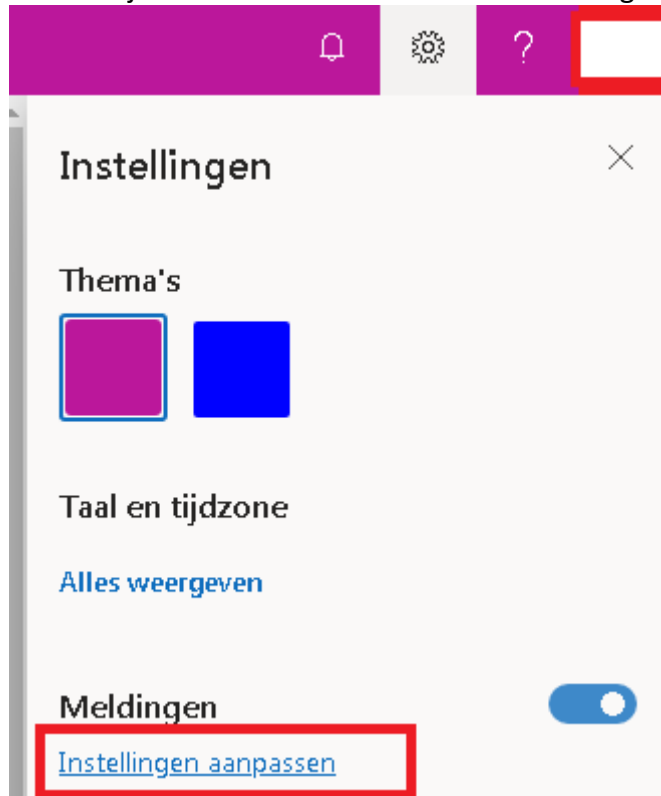 ?
Instellingen
Thema's
Taal en tijdzone
Alles weergeven
Meldingen
Instellingen aanpassen